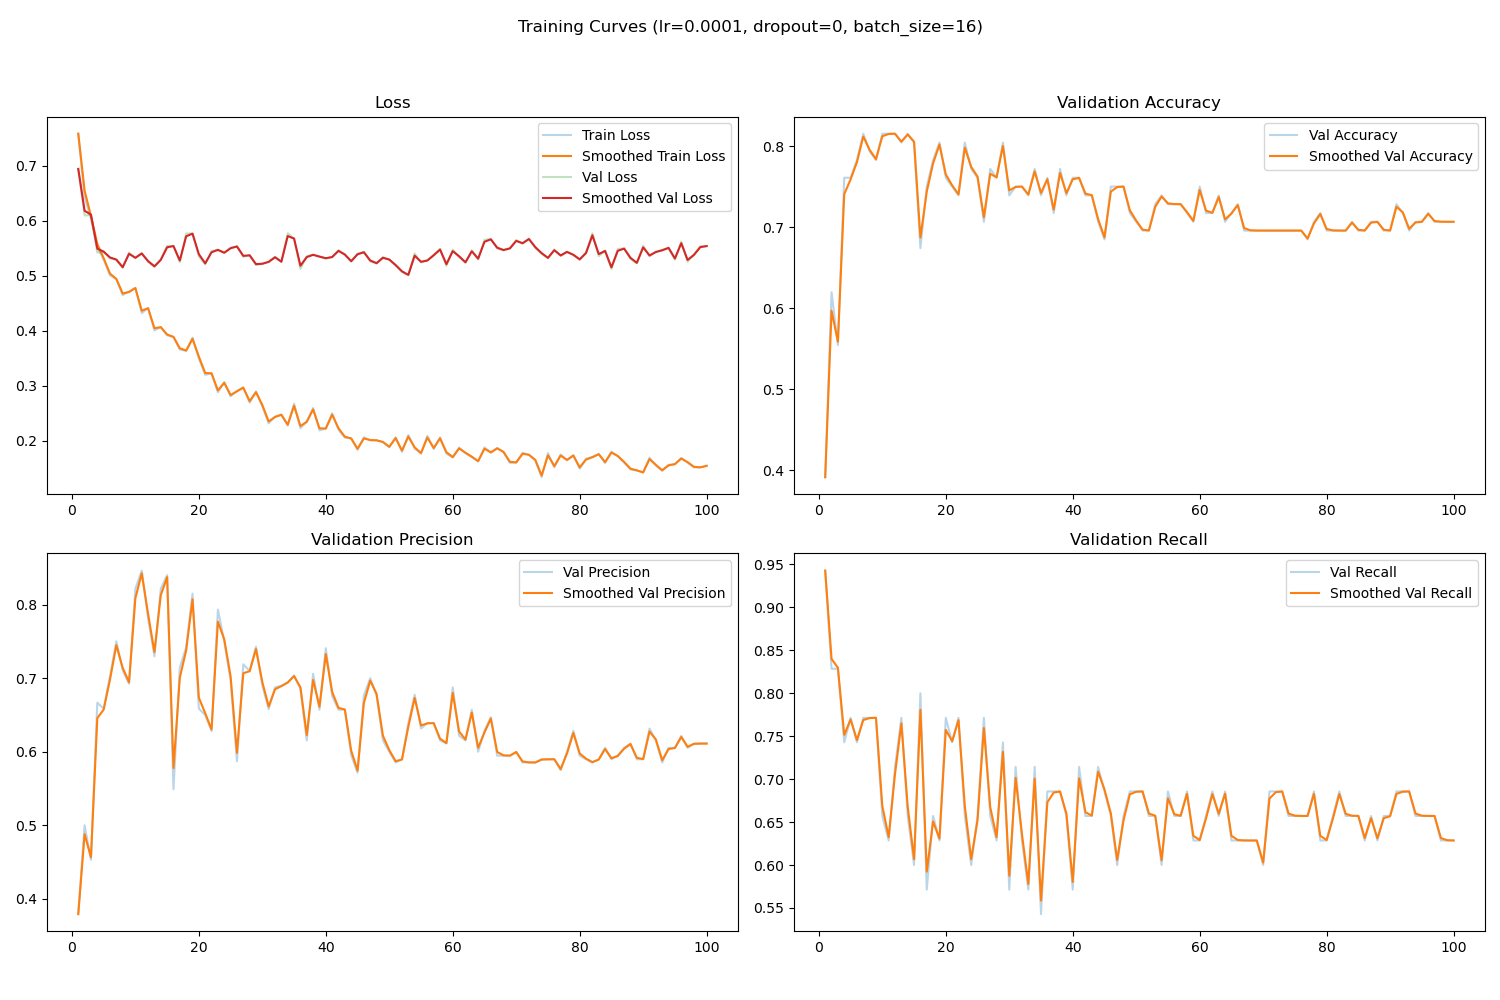 Training Curves (lr=0.0001, dropout=0, batch_size=16)
Loss
Train Loss
Smoothed Train Loss
Val Loss
Smoothed Val Loss
0.7
0.6
0.5
0.4
0.3
0.2
0 20 40 60 80 100
Validation Accuracy
Val Accuracy
Smoothed Val Accuracy
0.8
0.7
0.6
0.5
0.4
0 20 40 60 80 100
Validation Precision
Val Precision
Smoothed Val Precision
0.8
0.7
0.6
0.5
0.4
0 20 40 60 80 100
Validation Recall
Val Recall
Smoothed Val Recall
0.95
0.90
0.85
0.80
0.75
0.70
0.65
0.60
0.55
0 20 40 60 80 100